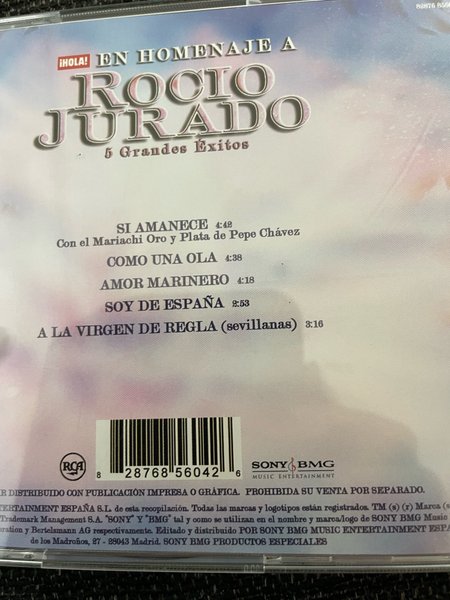 82876 856
¡HOLA! EN HOMENAJE A
ROCIO
JURADO
5 Grandes Éxitos
SI AMANECE 4:42
Con el Mariachi Oro y Plata de Pepe Chávez
COMO UNA OLA 4:38
AMOR MARINERO 4:18
SOY DE ESPAÑA 2:53
A LA VIRGEN DE REGLA (sevillanas) 3:16
8 28768 56042 6
RCA
SONY BMG
MUSIC ENTERTAINMENT
R DISTRIBUIDO CON PUBLICACIÓN IMPRESA O GRÁFICA. PROHIBIDA SU VENTA POR SEPARADO.
TERTAINMENT ESPAÑA S.L. de esta recopilación. Todas las marcas y logotipos están registrados. TM (s) (r) Marca (s)
Trademark Management S.A. "SONY" Y "BMG" tal y como se utilizan en el nombre y marca/logo de SONY BMG Music
oration y Bertelsmann AG respectivamente. Editado y distribuido POR SONY BMG MUSIC ENTERTAINMENT ESPA
de los Madroños, 27 - 28043 Madrid. SONY BMG PRODUCTOS ESPECIALES